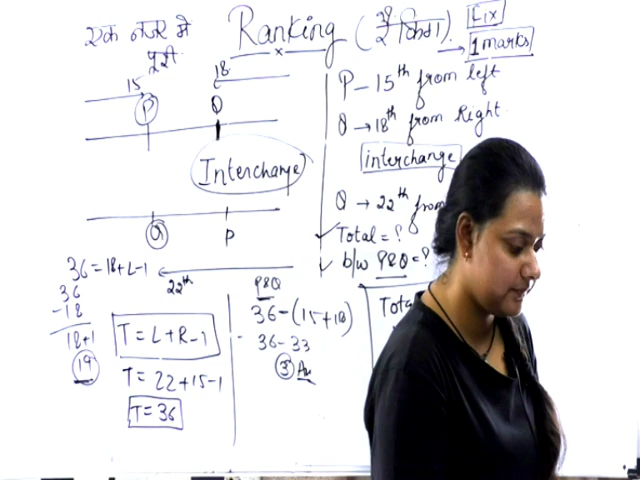 एक नजर मे
पूरी
Ranking
Fix
1 marks
15
18
P
Q
Interchange
Q
P
22th
P - 15th from left
Q → 18th from Right
interchange
Q → 22th from
Total = ?
b/w P&Q = ?
36 = 18+L-1
36
-18
18+1
19
T = L+R-1
T = 22+15-1
T = 36
P&Q
36-(15+18)
36-33
3 Au
Tota